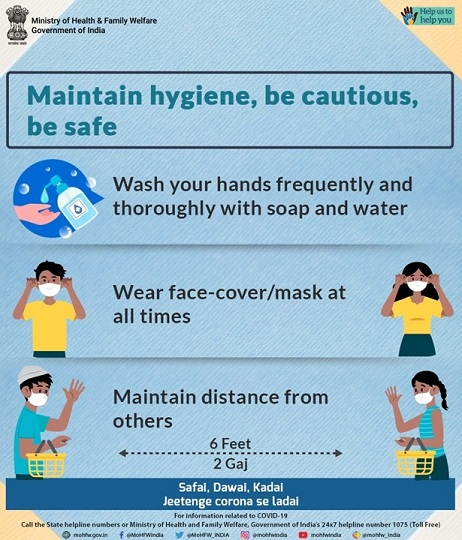 Ministry of Health & Family Welfare
Government of India
Help us to
help you
Maintain hygiene, be cautious,
be safe
Wash your hands frequently and
thoroughly with soap and water
Wear face-cover/mask at
all times
Maintain distance from
others
6 Feet
2 Gaj
Safai, Dawai, Kadai
Jeetenge corona se ladai
For information related to COVID-19
Call the State helpline numbers or Ministry of Health and Family Welfare, Government of India's 24x7 helpline number 1075 (Toll Free)
mohfw.gov.in @MoHFWIndia @MoHFW_INDIA @mohfwindia mohfwindia @mohfw_india